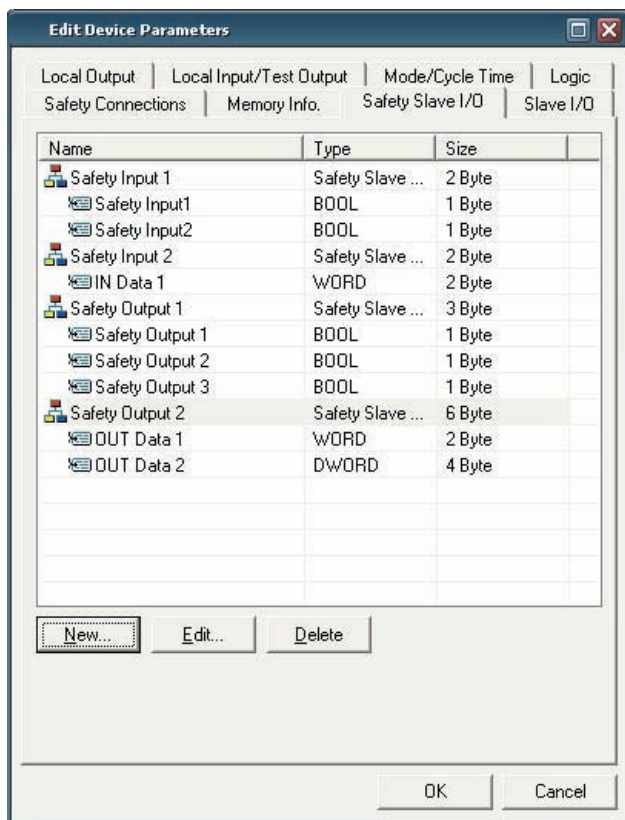 Edit Device Parameters
Local Output Local Input/Test Output Mode/Cycle Time Logic
Safety Connections Memory Info. Safety Slave I/O Slave I/O
Name Type Size
Safety Input 1 Safety Slave ... 2 Byte
Safety Input1 BOOL 1 Byte
Safety Input2 BOOL 1 Byte
Safety Input 2 Safety Slave ... 2 Byte
IN Data 1 WORD 2 Byte
Safety Output 1 Safety Slave ... 3 Byte
Safety Output 1 BOOL 1 Byte
Safety Output 2 BOOL 1 Byte
Safety Output 3 BOOL 1 Byte
Safety Output 2 Safety Slave ... 6 Byte
OUT Data 1 WORD 2 Byte
OUT Data 2 DWORD 4 Byte
New... Edit... Delete
OK Cancel